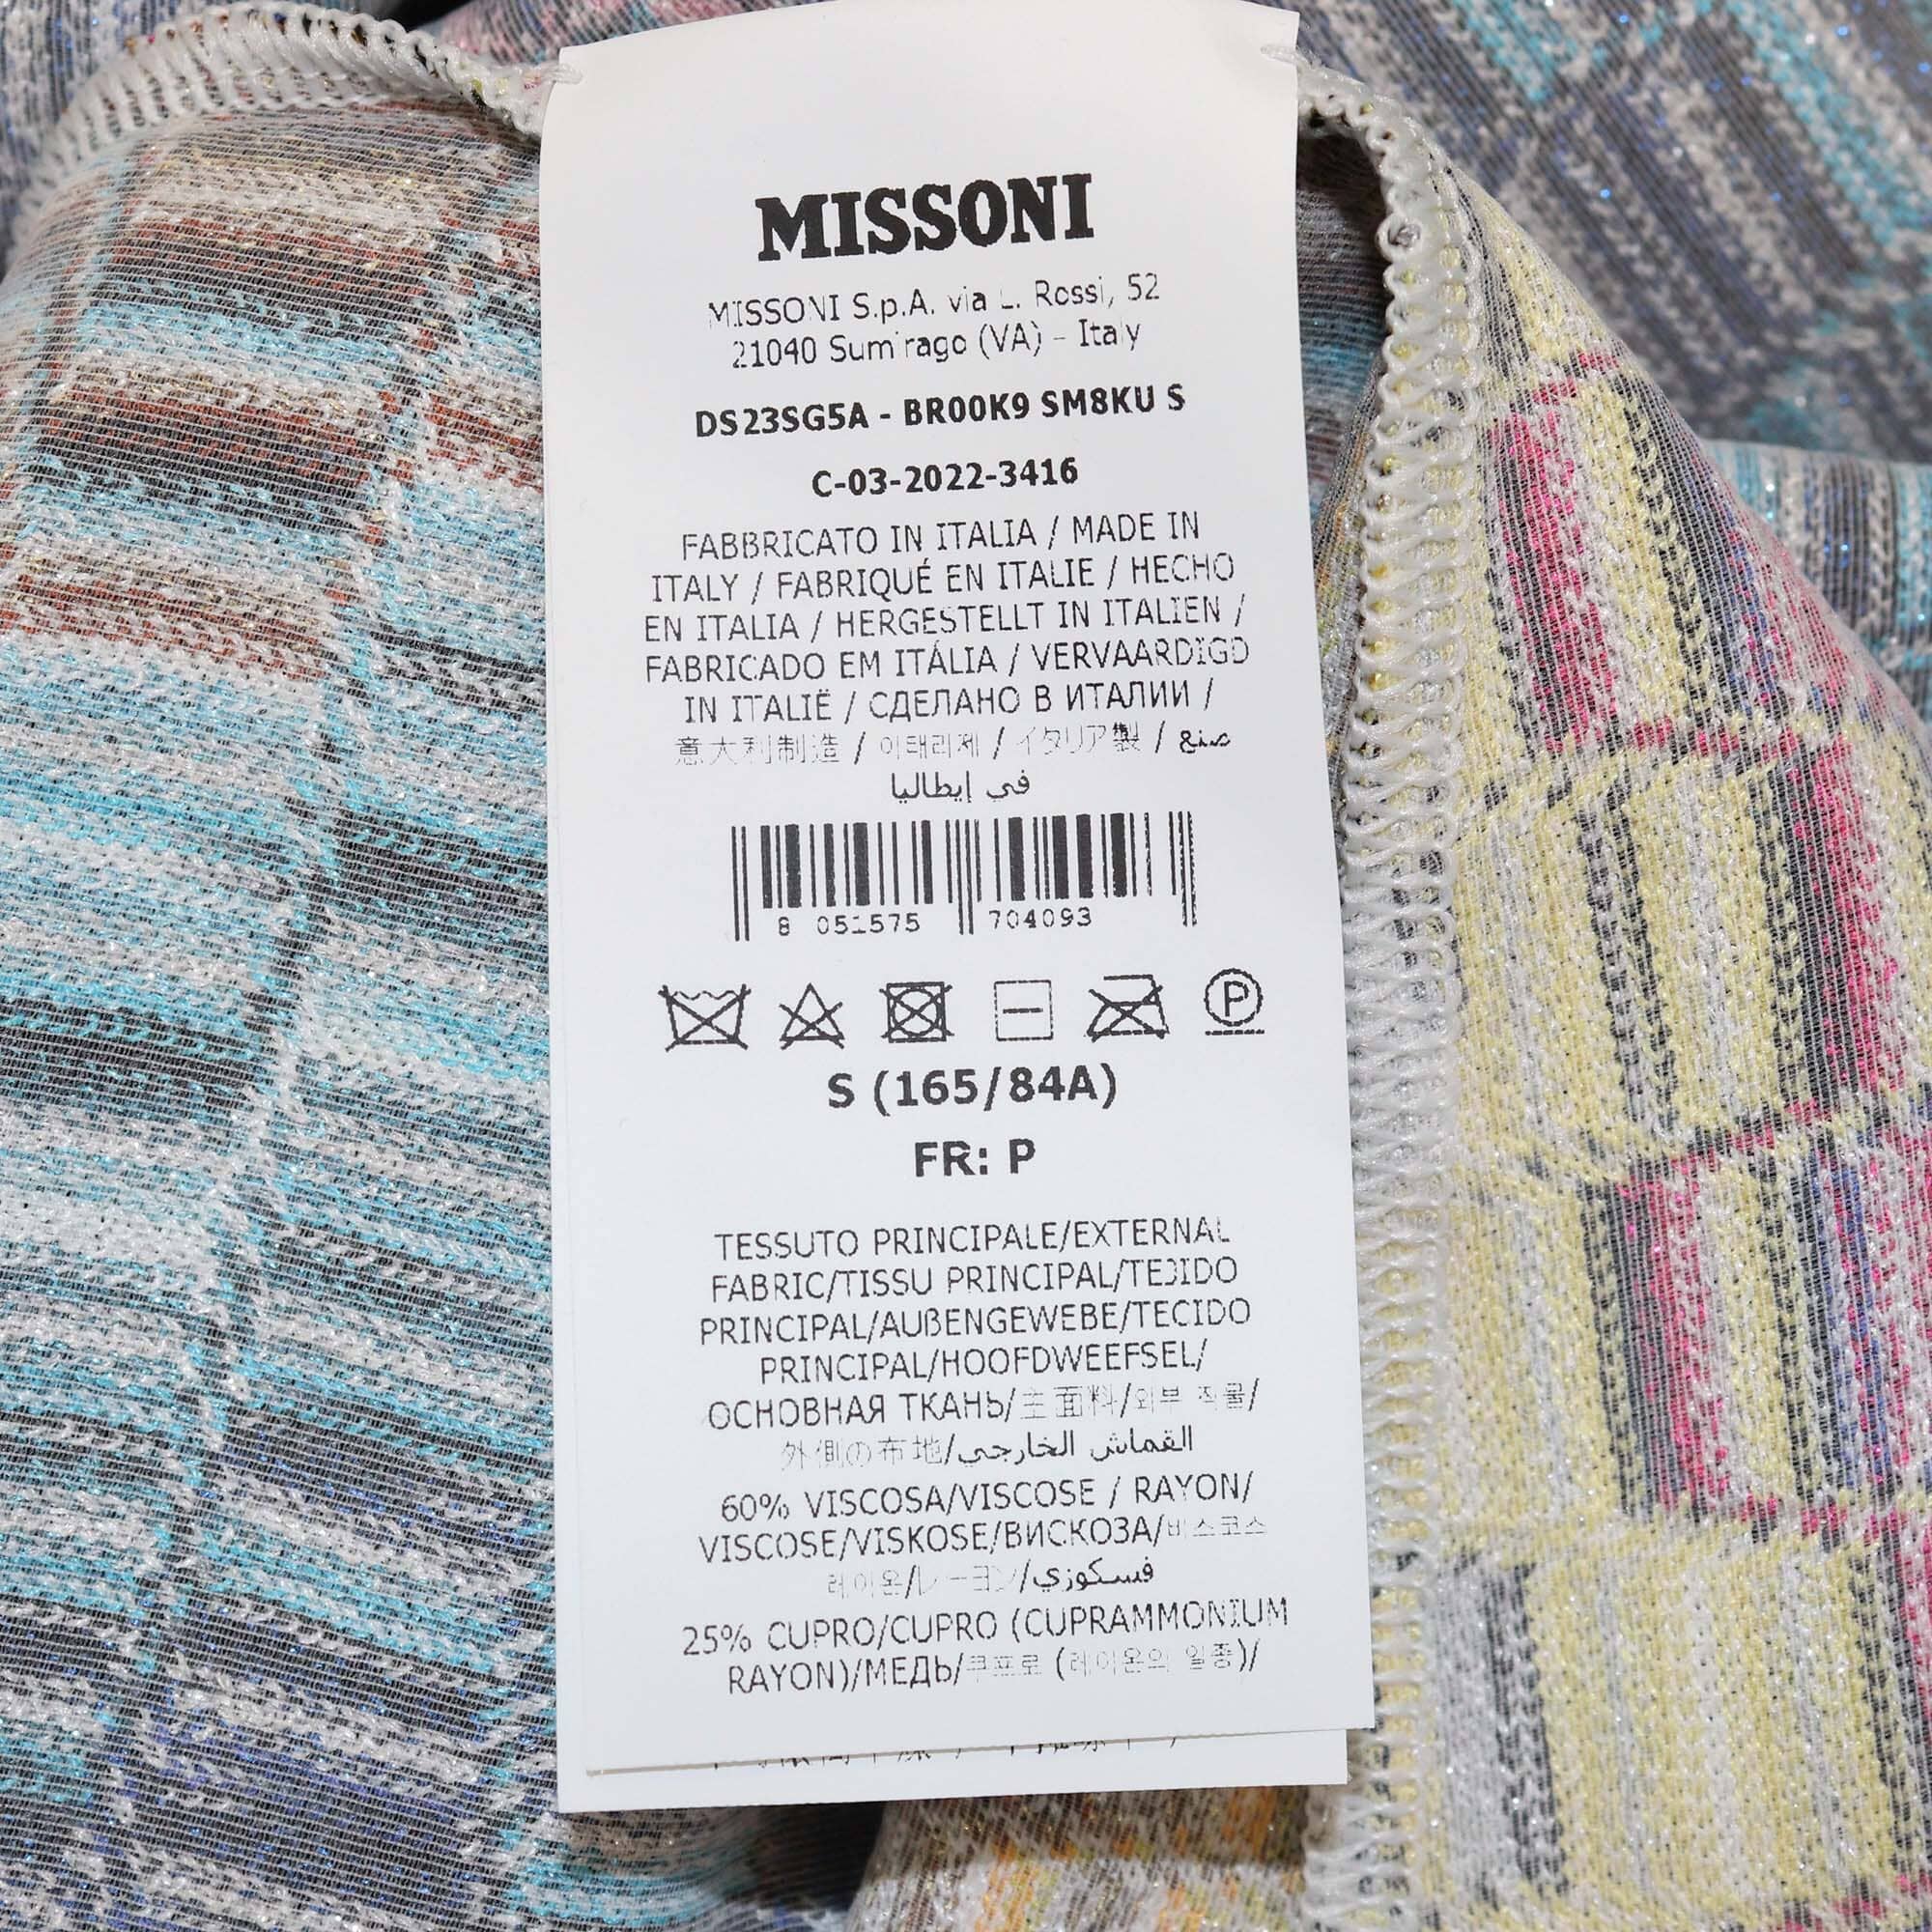 MISSONI
MISSONI S.p.A. via L. Rossi, 52
21040 Sumirago (VA) - Italy
DS23SG5A - BR00K9 SM8KU S
C-03-2022-3416
FABBRICATO IN ITALIA / MADE IN
ITALY / FABRIQUÉ EN ITALIE / HECHO
EN ITALIA / HERGESTELLT IN ITALIEN /
FABRICADO EM ITÁLIA / VERVAARDIGD
IN ITALIË / СДЕЛАНО В ИТАЛИИ /
意大利制造 / 이태리제 / イタリア製 / صنع
في إيطاليا
8 051575 704093
P
S (165/84A)
FR: P
TESSUTO PRINCIPALE/EXTERNAL
FABRIC/TISSU PRINCIPAL/TEJIDO
PRINCIPAL/AUßENGEWEBE/TECIDO
PRINCIPAL/HOOFDWEEFSEL/
ОСНОВНАЯ ТКАНЬ/主面料/외부 직물/
外側の布地/القماش الخارجي
60% VISCOSA/VISCOSE / RAYON/
VISCOSE/VISKOSE/ВИСКОЗА/비스코스
레이온/レーヨン/فسكوزي
25% CUPRO/CUPRO (CUPRAMMONIUM
RAYON)/МЕДЬ/쿠프로 (레이온의 일종)/